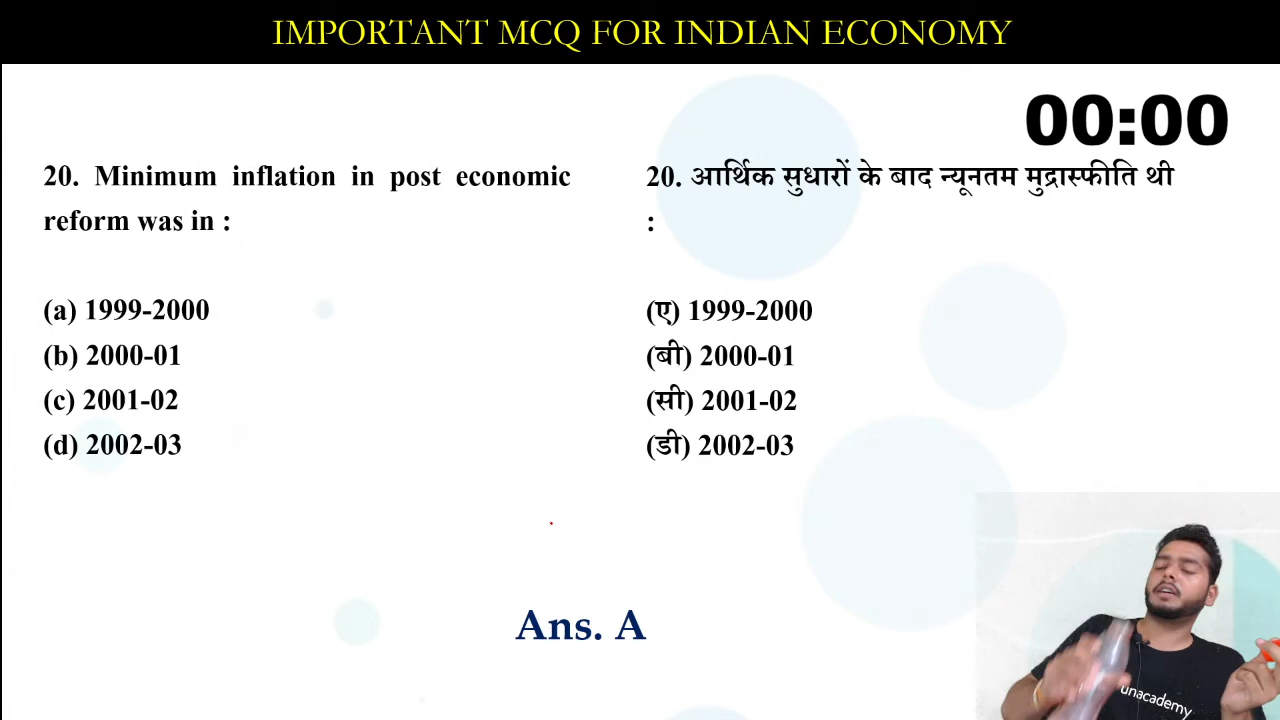 IMPORTANT MCQ FOR INDIAN ECONOMY
00:00
20. Minimum inflation in post economic
reform was in :
(a) 1999-2000
(b) 2000-01
(c) 2001-02
(d) 2002-03
20. आर्थिक सुधारों के बाद न्यूनतम मुद्रास्फीति थी
:
(ए) 1999-2000
(बी) 2000-01
(सी) 2001-02
(डी) 2002-03
Ans. A
unacademy